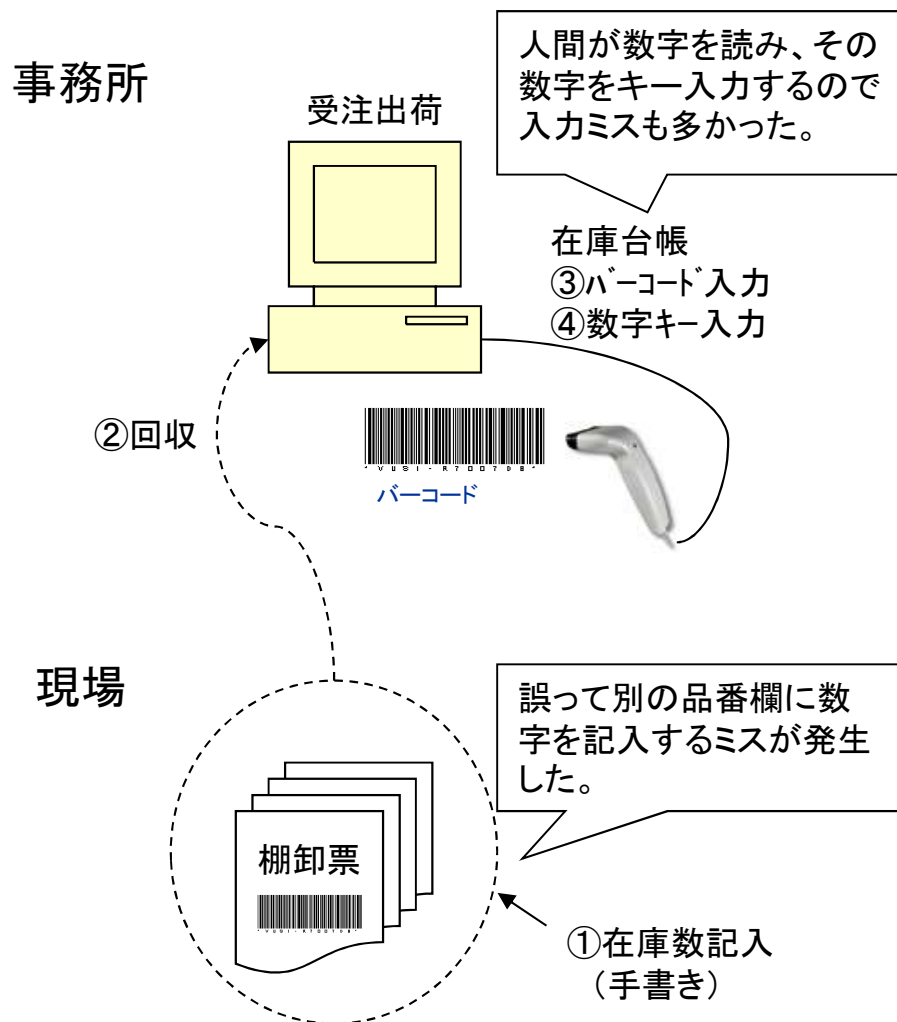 事務所
受注出荷
人間が数字を読み、その
数字をキー入力するので
入力ミスも多かった。
在庫台帳
③ﾊﾞｰｺｰﾄﾞ入力
④数字キー入力
②回収
バーコード
現場
誤って別の品番欄に数
字を記入するミスが発生
した。
棚卸票
①在庫数記入
（手書き）